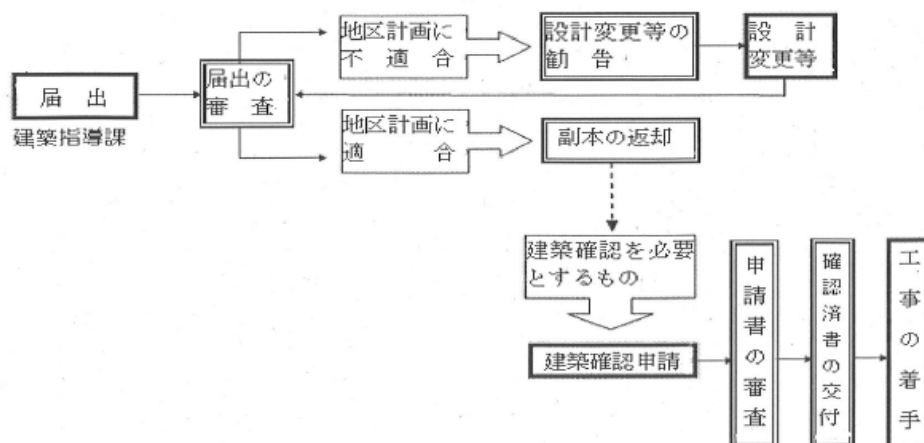 届出
建築指導課
届出の
審査
地区計画に
不適合
設計変更等の
勧告
設計
変更等
地区計画に
適合
副本の返却
建築確認を必要
とするもの
建築確認申請
申請書の審査
確認済書の交付
工事の着手